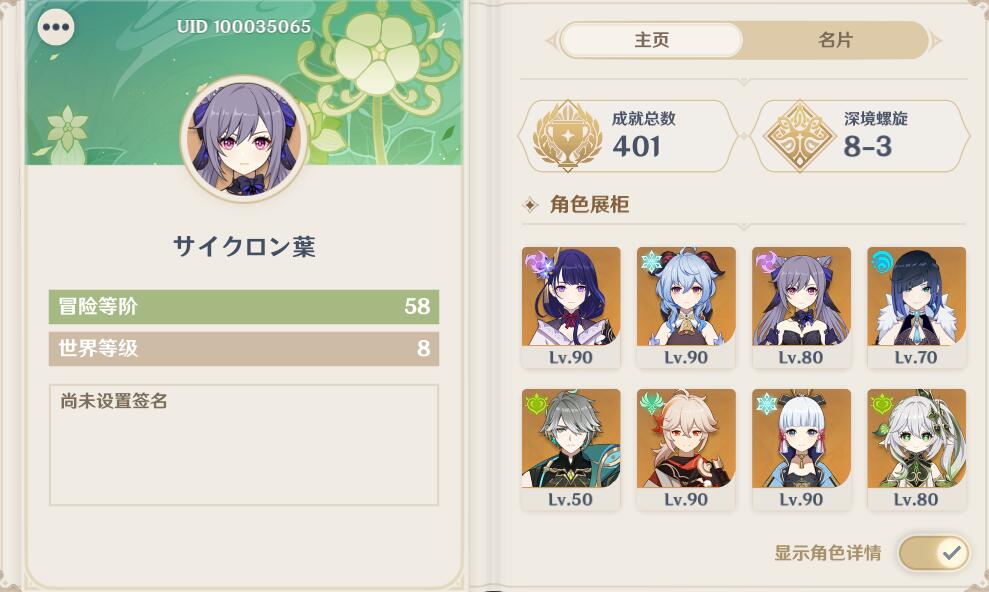 UID 100035065
サイクロン葉
冒险等阶 58
世界等级 8
尚未设置签名
主页 名片
成就总数 深境螺旋
401 8-3
角色展柜
Lv.90 Lv.90 Lv.80 Lv.70
Lv.50 Lv.90 Lv.90 Lv.80
显示角色详情